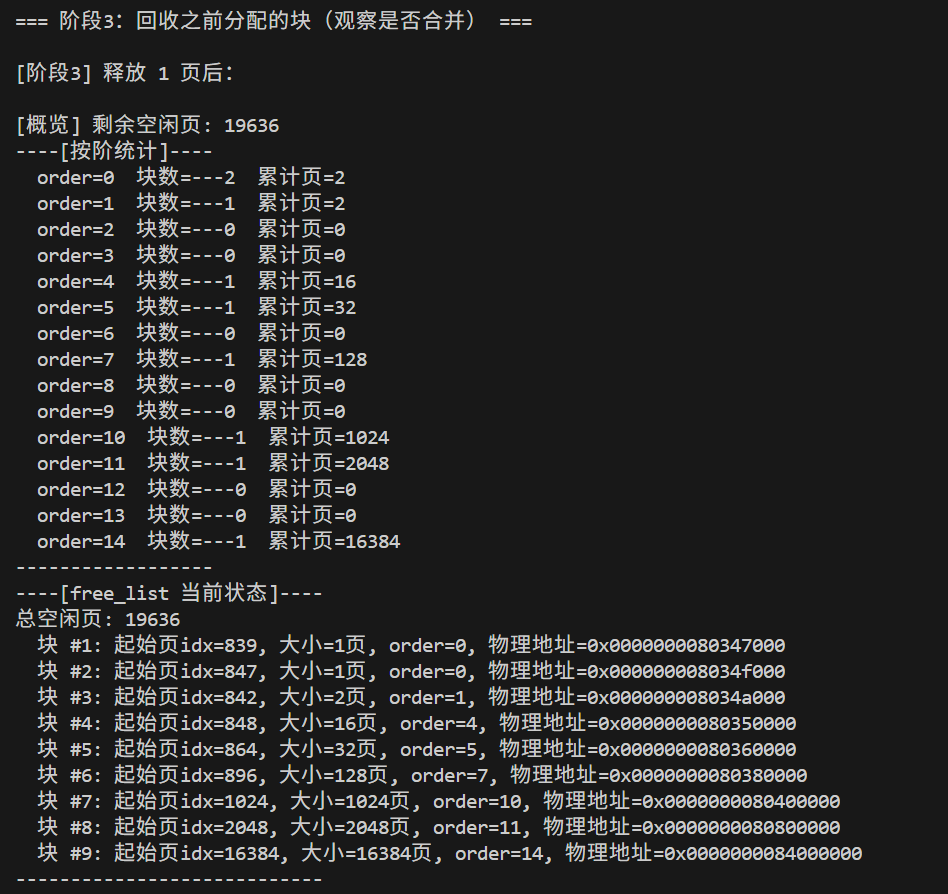 === 阶段3: 回收之前分配的块（观察是否合并） ===
[阶段3] 释放 1 页后:
[概览] 剩余空闲页: 19636
----[按阶统计]----
order=0 块数=---2 累计页=2
order=1 块数=---1 累计页=2
order=2 块数=---0 累计页=0
order=3 块数=---0 累计页=0
order=4 块数=---1 累计页=16
order=5 块数=---1 累计页=32
order=6 块数=---0 累计页=0
order=7 块数=---1 累计页=128
order=8 块数=---0 累计页=0
order=9 块数=---0 累计页=0
order=10 块数=---1 累计页=1024
order=11 块数=---1 累计页=2048
order=12 块数=---0 累计页=0
order=13 块数=---0 累计页=0
order=14 块数=---1 累计页=16384
------------------
----[free_list 当前状态]----
总空闲页: 19636
块 #1: 起始页idx=839, 大小=1页, order=0, 物理地址=0x0000000080347000
块 #2: 起始页idx=847, 大小=1页, order=0, 物理地址=0x000000008034f000
块 #3: 起始页idx=842, 大小=2页, order=1, 物理地址=0x000000008034a000
块 #4: 起始页idx=848, 大小=16页, order=4, 物理地址=0x0000000080350000
块 #5: 起始页idx=864, 大小=32页, order=5, 物理地址=0x0000000080360000
块 #6: 起始页idx=896, 大小=128页, order=7, 物理地址=0x0000000080380000
块 #7: 起始页idx=1024, 大小=1024页, order=10, 物理地址=0x0000000080400000
块 #8: 起始页idx=2048, 大小=2048页, order=11, 物理地址=0x0000000080800000
块 #9: 起始页idx=16384, 大小=16384页, order=14, 物理地址=0x0000000084000000
----------------------------